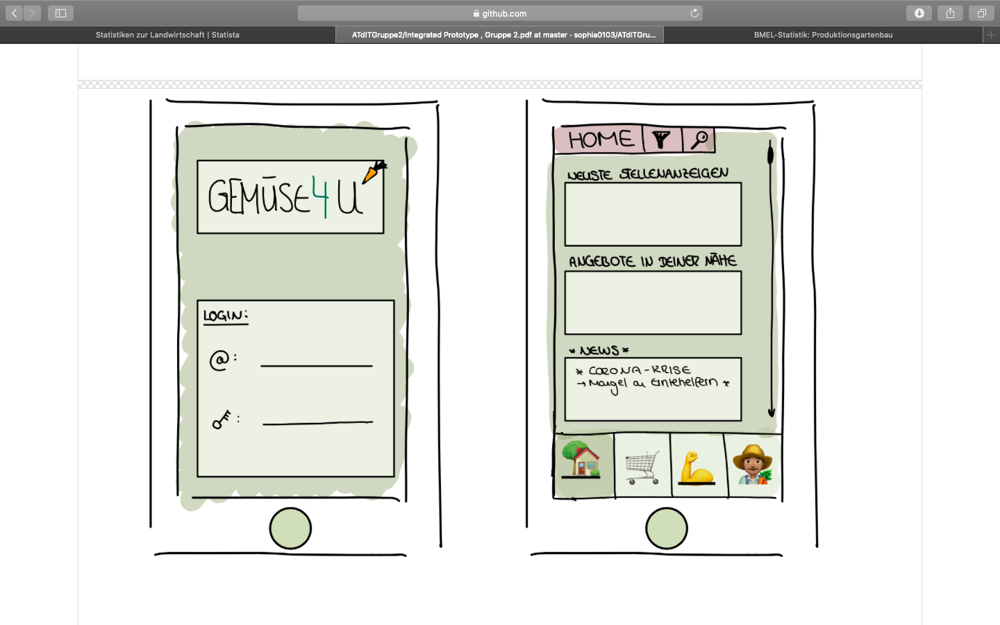 github.com
Statistiken zur Landwirtschaft | Statista
ATdITGruppe2/Integrated Prototype , Gruppe 2.pdf at master · sophia0103/ATdITGru...
BMEL-Statistik: Produktionsgartenbau
GEMÜSE4U
LOGIN:
@:
:
HOME
NEUSTE STELLENANZEIGEN
ANGEBOTE IN DEINER NÄHE
* NEWS *
* CORONA-KRISE
→ Mangel an Erntehelfern *